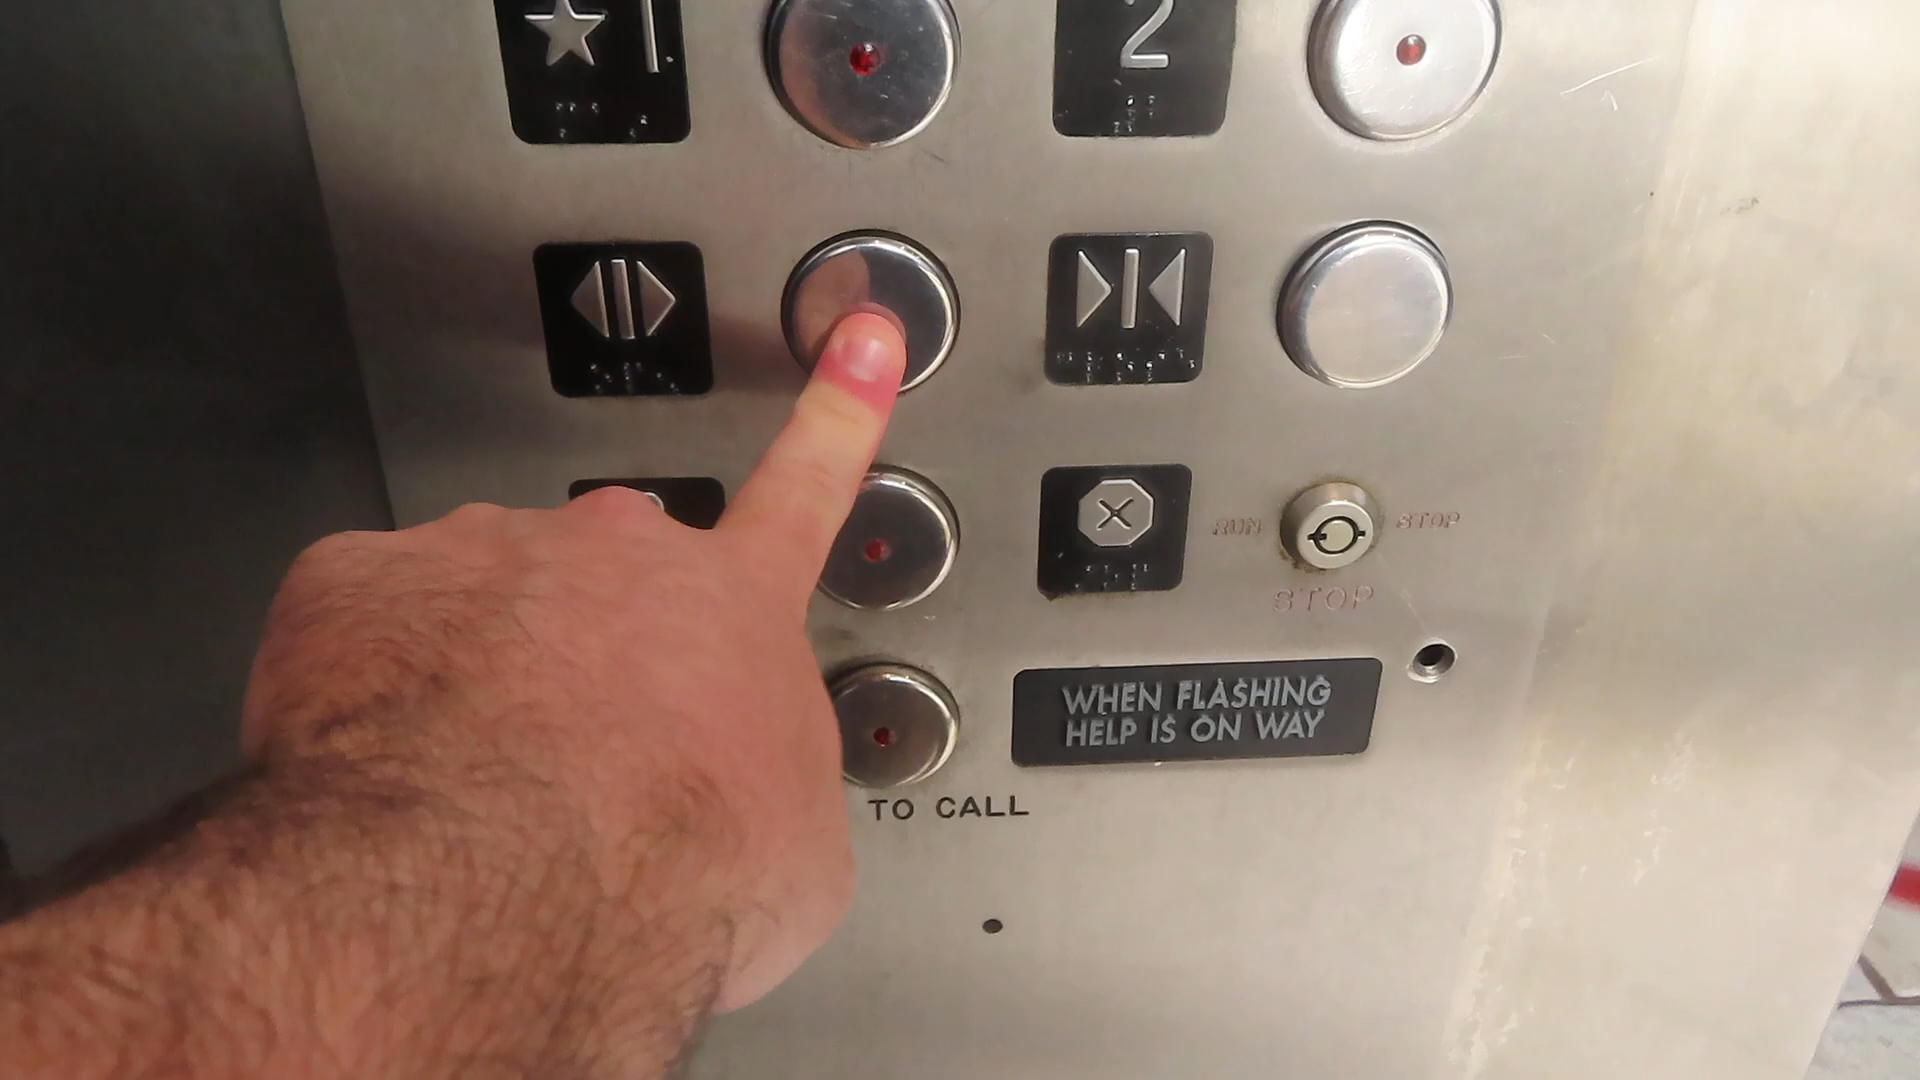 ★1
2
RUN STOP
STOP
WHEN FLASHING
HELP IS ON WAY
TO CALL